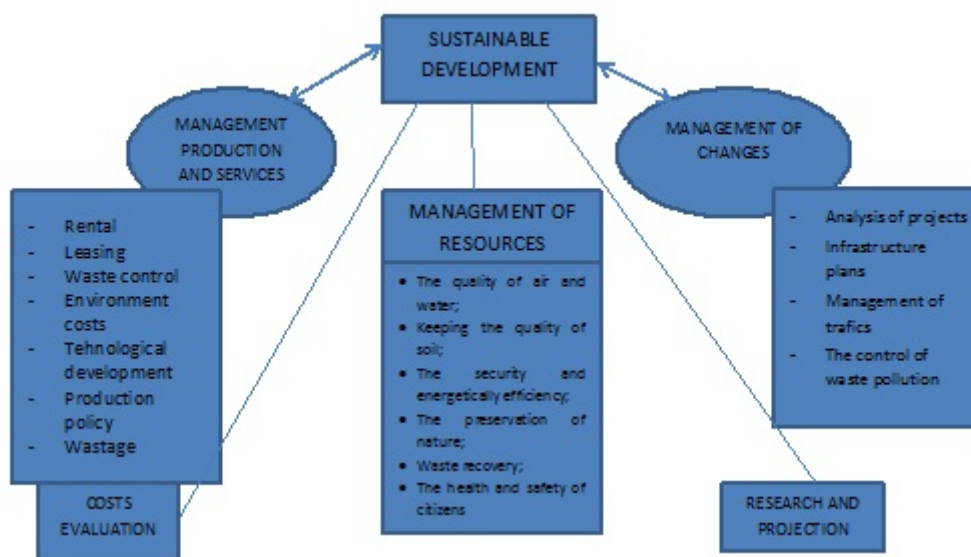 SUSTAINABLE
DEVELOPMENT
MANAGEMENT
PRODUCTION
AND SERVICES
MANAGEMENT OF
CHANGES
- Rental
- Leasing
- Waste control
- Environment
costs
- Tehnological
development
- Production
policy
- Wastage
MANAGEMENT OF
RESOURCES
• The quality of air and
water;
• Keeping the quality of
soil;
• The security and
energetically efficiency;
• The preservation of
nature;
• Waste recovery;
• The health and safety of
citizens
- Analysis of projects
- Infrastructure
plans
- Management of
trafics
- The control of
waste pollution
COSTS
EVALUATION
RESEARCH AND
PROJECTION